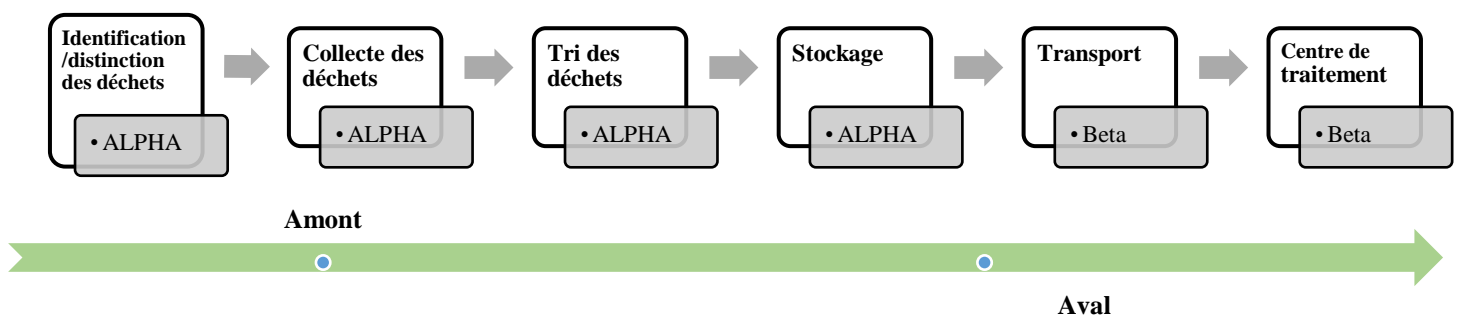 Identification
/distinction
des déchets
• ALPHA
Collecte des
déchets
• ALPHA
Tri des
déchets
• ALPHA
Stockage
• ALPHA
Transport
• Beta
Centre de
traitement
• Beta
Amont
Aval